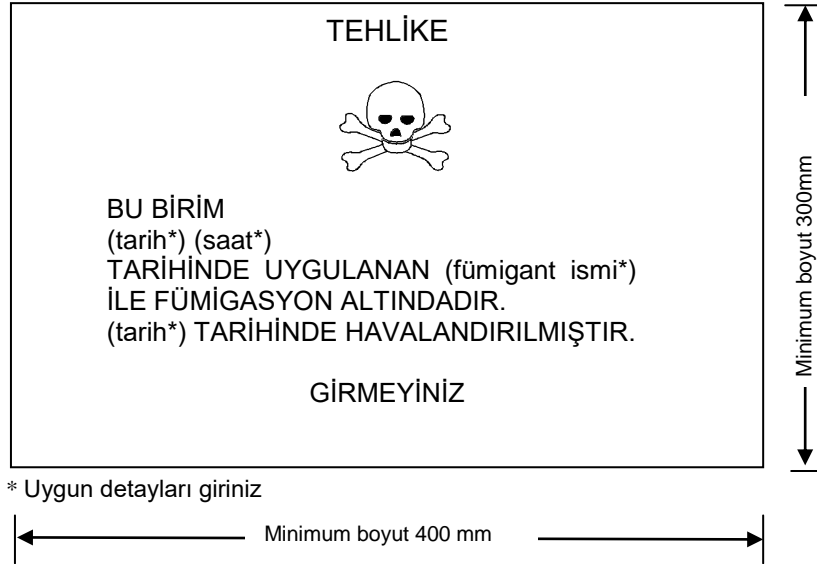 TEHLİKE
BU BİRİM
(tarih*) (saat*)
TARİHİNDE UYGULANAN (fümigant ismi*)
İLE FÜMİGASYON ALTINDADIR.
(tarih*) TARİHİNDE HAVALANDIRILMIŞTIR.
GİRMEYİNİZ
Minimum boyut 300mm
* Uygun detayları giriniz
Minimum boyut 400 mm